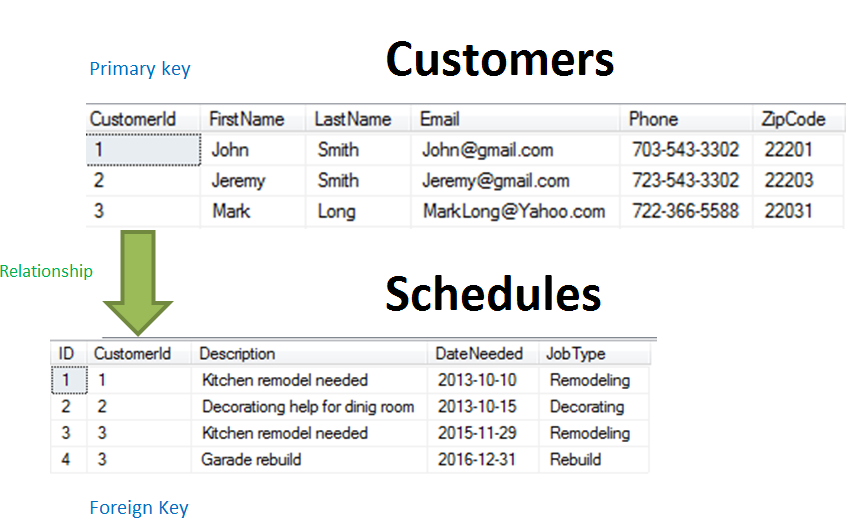 Customers
Primary key
CustomerId FirstName LastName Email Phone ZipCode
1 John Smith John@gmail.com 703-543-3302 22201
2 Jeremy Smith Jeremy@gmail.com 723-543-3302 22203
3 Mark Long MarkLong@Yahoo.com 722-366-5588 22031
Relationship
Schedules
ID CustomerId Description DateNeeded JobType
1 1 Kitchen remodel needed 2013-10-10 Remodeling
2 2 Decorationg help for dinig room 2013-10-15 Decorating
3 3 Kitchen remodel needed 2015-11-29 Remodeling
4 3 Garade rebuild 2016-12-31 Rebuild
Foreign Key